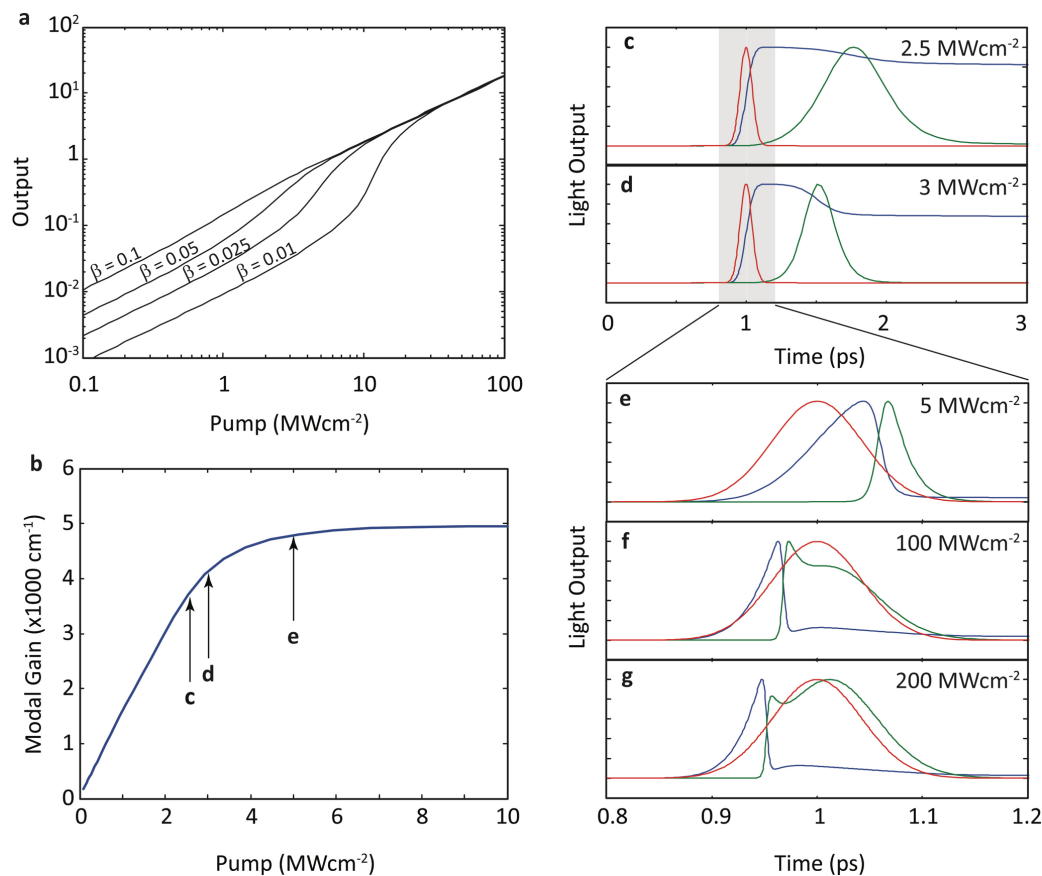 a
10²
10¹
1
10⁻¹
10⁻²
10⁻³
Output
β = 0.1
β = 0.05
β = 0.025
β = 0.01
0.1
1
10
100
Pump (MWcm⁻²)
b
6
5
4
3
2
1
0
Modal Gain (x1000 cm⁻¹)
c
d
e
0
2
4
6
8
10
Pump (MWcm⁻²)
c
2.5 MWcm⁻²
d
3 MWcm⁻²
Light Output
0
1
2
3
Time (ps)
e
5 MWcm⁻²
f
100 MWcm⁻²
g
200 MWcm⁻²
Light Output
0.8
0.9
1
1.1
1.2
Time (ps)